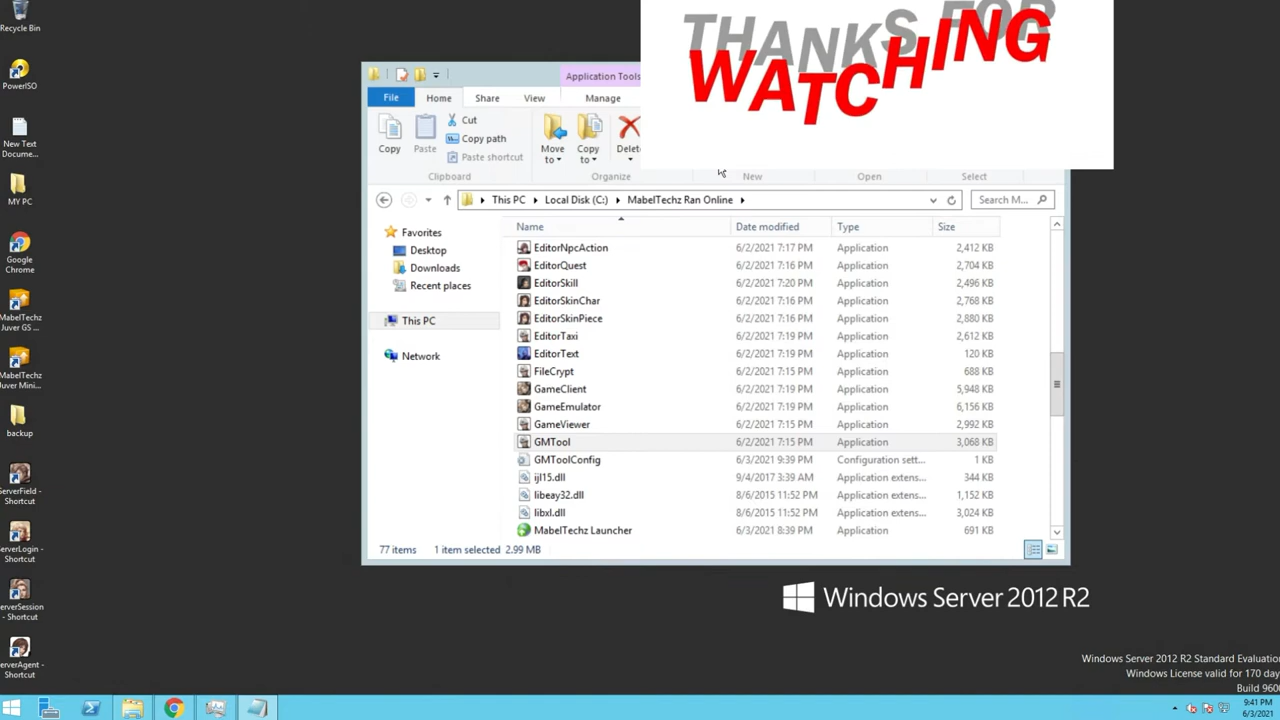 Recycle Bin
PowerISO
New Text
Docume...
MY PC
Google
Chrome
MabelTechz
Juver GS ...
MabelTechz
Juver Mini...
backup
ServerField -
Shortcut
ServerLogin -
Shortcut
ServerSession
- Shortcut
ServerAgent -
Shortcut
THANKS FOR
WATCHING
Application Tools
File Home Share View Manage
Copy Paste Cut Copy path Paste shortcut Move to Copy to Delete
Clipboard Organize New Open Select
This PC Local Disk (C:) MabelTechz Ran Online Search M...
Favorites
Desktop
Downloads
Recent places
This PC
Network
Name Date modified Type Size
EditorNpcAction 6/2/2021 7:17 PM Application 2,412 KB
EditorQuest 6/2/2021 7:16 PM Application 2,704 KB
EditorSkill 6/2/2021 7:20 PM Application 2,496 KB
EditorSkinChar 6/2/2021 7:16 PM Application 2,768 KB
EditorSkinPiece 6/2/2021 7:16 PM Application 2,880 KB
EditorTaxi 6/2/2021 7:19 PM Application 2,612 KB
EditorText 6/2/2021 7:19 PM Application 120 KB
FileCrypt 6/2/2021 7:15 PM Application 688 KB
GameClient 6/2/2021 7:19 PM Application 5,948 KB
GameEmulator 6/2/2021 7:19 PM Application 6,156 KB
GameViewer 6/2/2021 7:15 PM Application 2,992 KB
GMTool 6/2/2021 7:15 PM Application 3,068 KB
GMToolConfig 6/3/2021 9:39 PM Configuration sett... 1 KB
ijl15.dll 9/4/2017 3:39 AM Application extens... 344 KB
libeay32.dll 8/6/2015 11:52 PM Application extens... 1,152 KB
libxl.dll 8/6/2015 11:52 PM Application extens... 3,024 KB
MabelTechz Launcher 6/3/2021 8:39 PM Application 691 KB
77 items 1 item selected 2.99 MB
Windows Server 2012 R2
Windows Server 2012 R2 Standard Evaluation
Windows License valid for 170 day
Build 9600
9:41 PM
6/3/2021